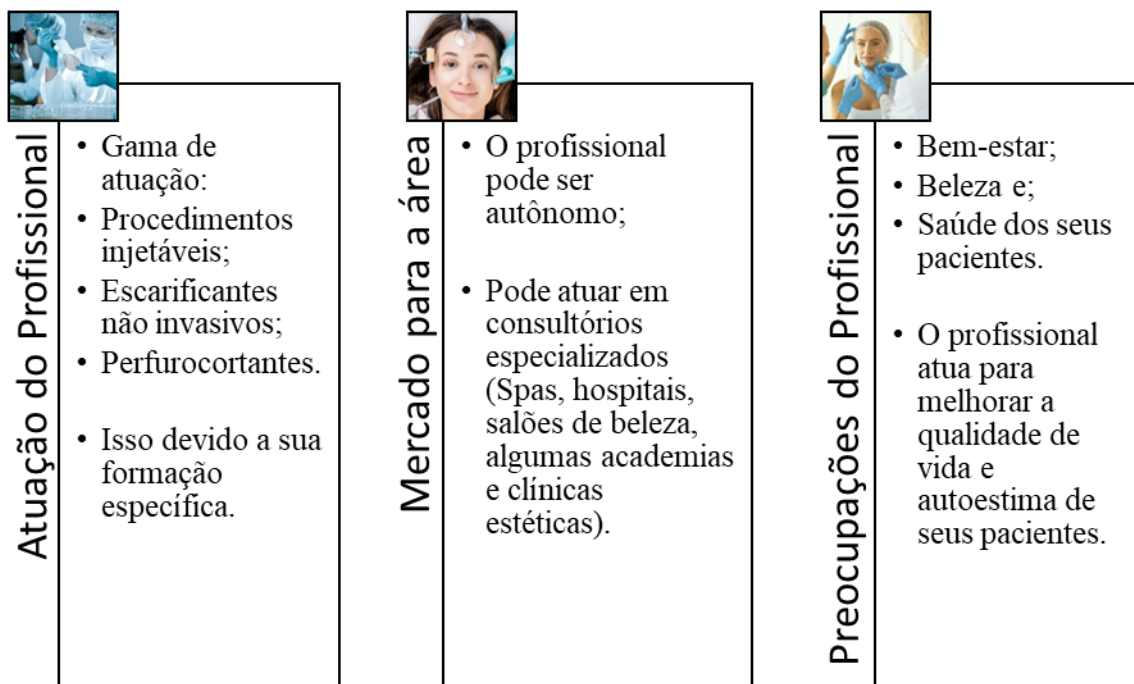 Atuação do Profissional
• Gama de
atuação:
• Procedimentos
injetáveis;
• Escarificantes
não invasivos;
• Perfurocortantes.
• Isso devido a sua
formação
específica.
Mercado para a área
• O profissional
pode ser
autônomo;
• Pode atuar em
consultórios
especializados
(Spas, hospitais,
salões de beleza,
algumas academias
e clínicas
estéticas).
Preocupações do Profissional
• Bem-estar;
• Beleza e;
• Saúde dos seus
pacientes.
• O profissional
atua para
melhorar a
qualidade de
vida e
autoestima de
seus pacientes.